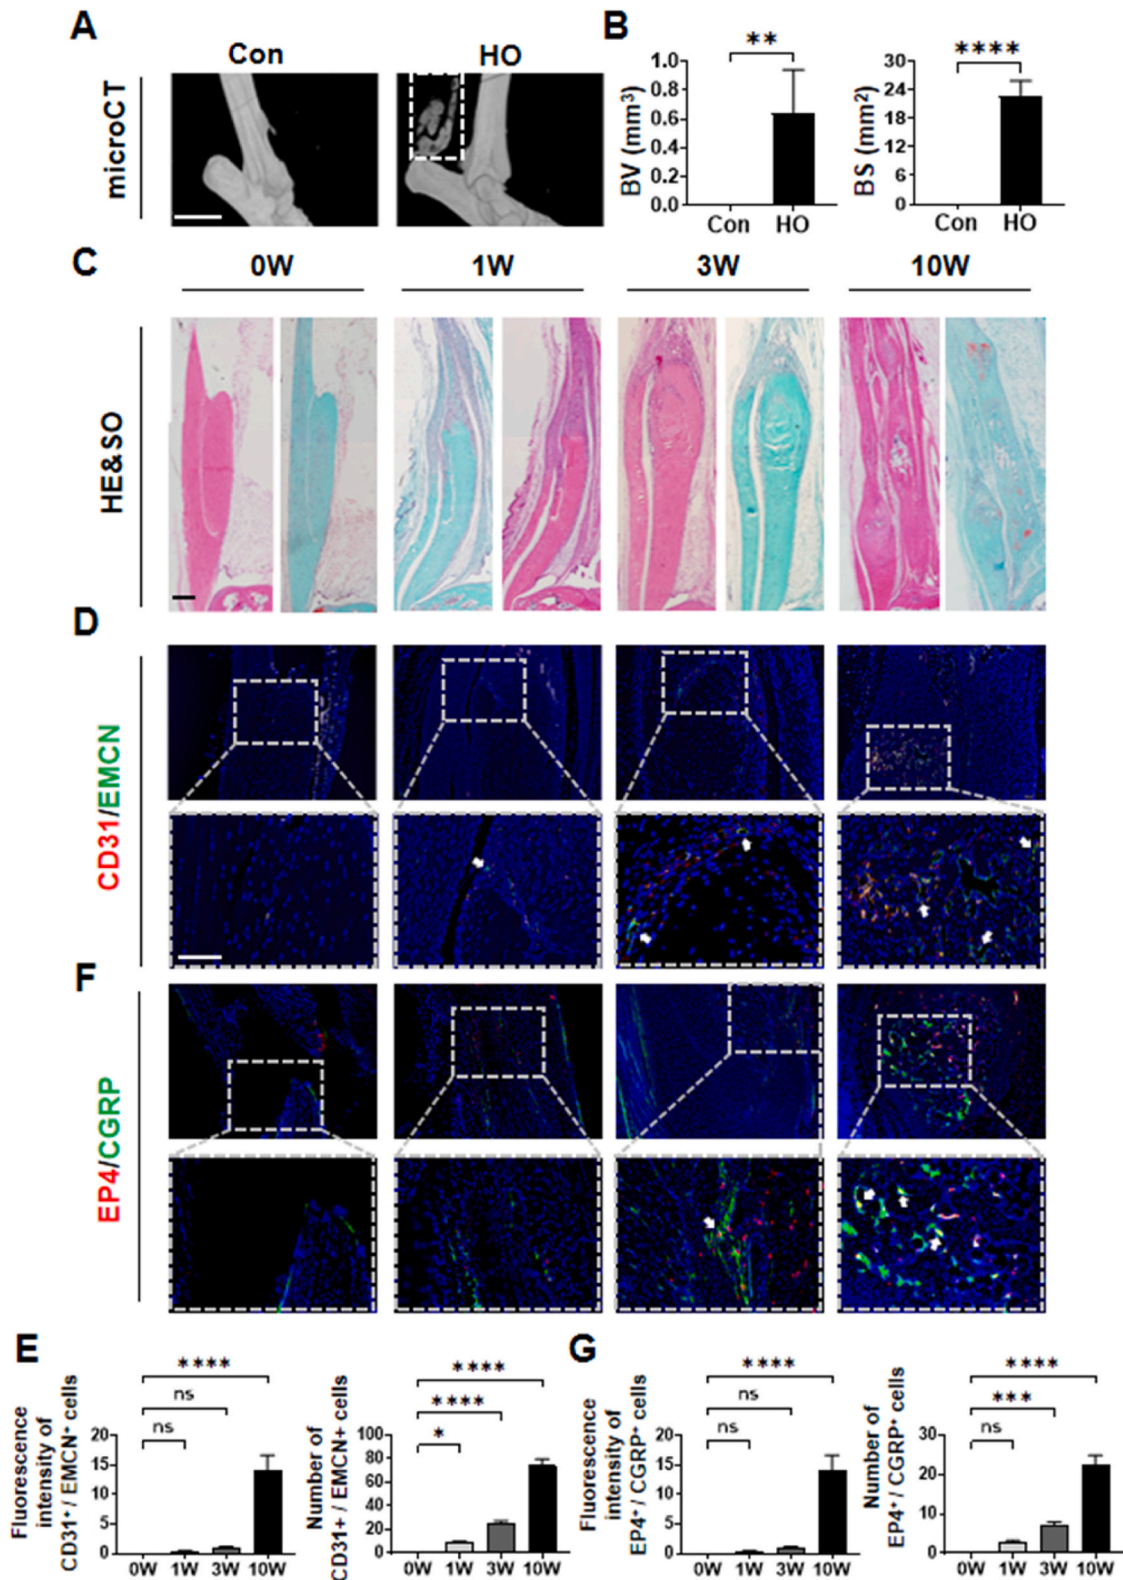 A
Con
HO
microCT
B
**
BV (mm³)
1.0
0.8
0.6
0.4
0.2
0.0
Con
HO
****
BS (mm²)
30
24
18
12
6
0
Con
HO
C
0W
1W
3W
10W
HE&SO
D
CD31/EMCN
F
EP4/CGRP
E
****
ns
ns
Fluorescence
intensity of
CD31⁺ / EMCN⁺ cells
20
15
10
5
0
0W 1W 3W 10W
****
****
*
Number of
CD31+ / EMCN+ cells
100
80
60
40
20
0
0W 1W 3W 10W
G
****
ns
ns
Fluorescence
intensity of
EP4⁺ / CGRP⁺ cells
20
15
10
5
0
0W 1W 3W 10W
****
***
ns
Number of
EP4⁺ / CGRP⁺ cells
30
20
10
0
0W 1W 3W 10W